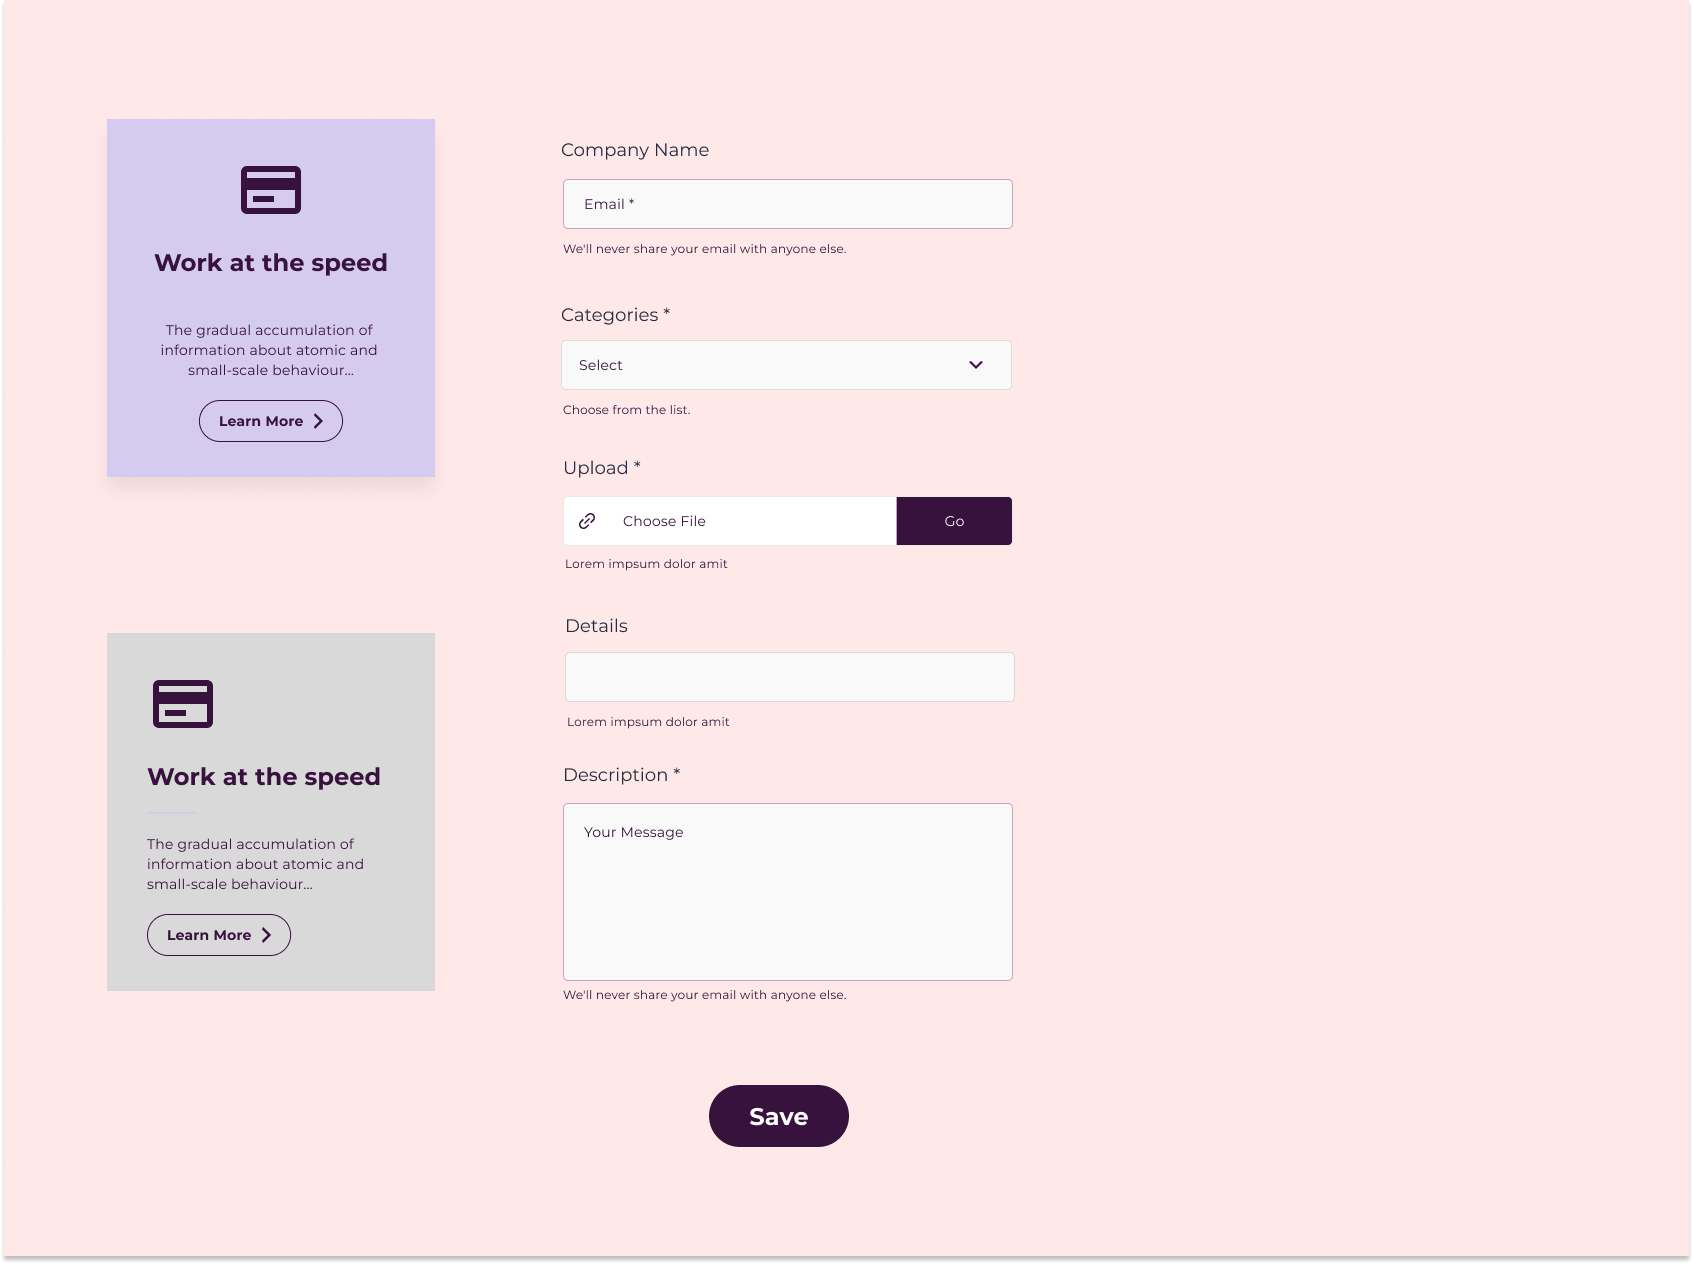 Work at the speed
The gradual accumulation of
information about atomic and
small-scale behaviour...
Learn More
Work at the speed
The gradual accumulation of
information about atomic and
small-scale behaviour...
Learn More
Company Name
Email *
We'll never share your email with anyone else.
Categories *
Select
Choose from the list.
Upload *
Choose File
Go
Lorem impsum dolor amit
Details
Lorem impsum dolor amit
Description *
Your Message
We'll never share your email with anyone else.
Save